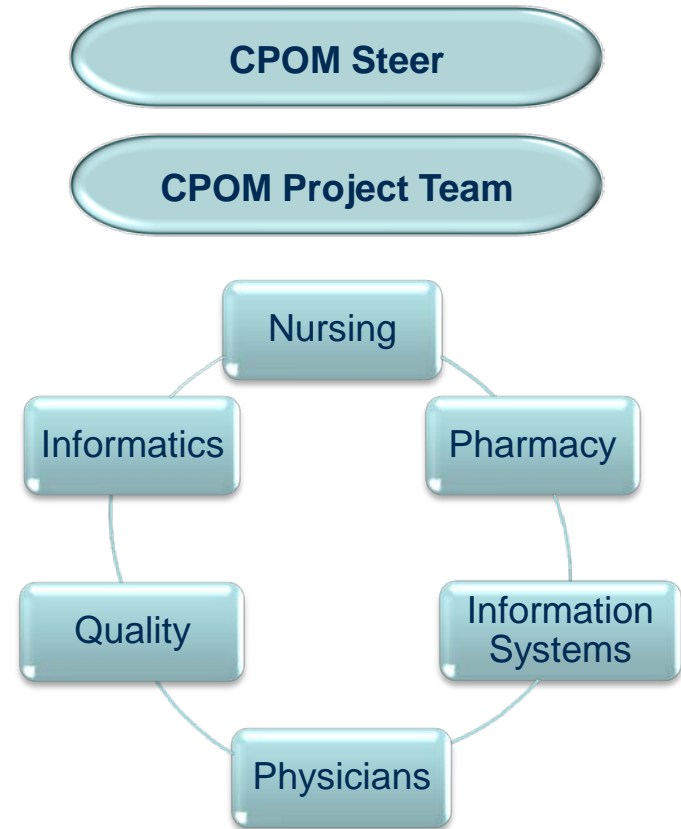 CPOM Steer
CPOM Project Team
Nursing
Informatics
Pharmacy
Quality
Information
Systems
Physicians